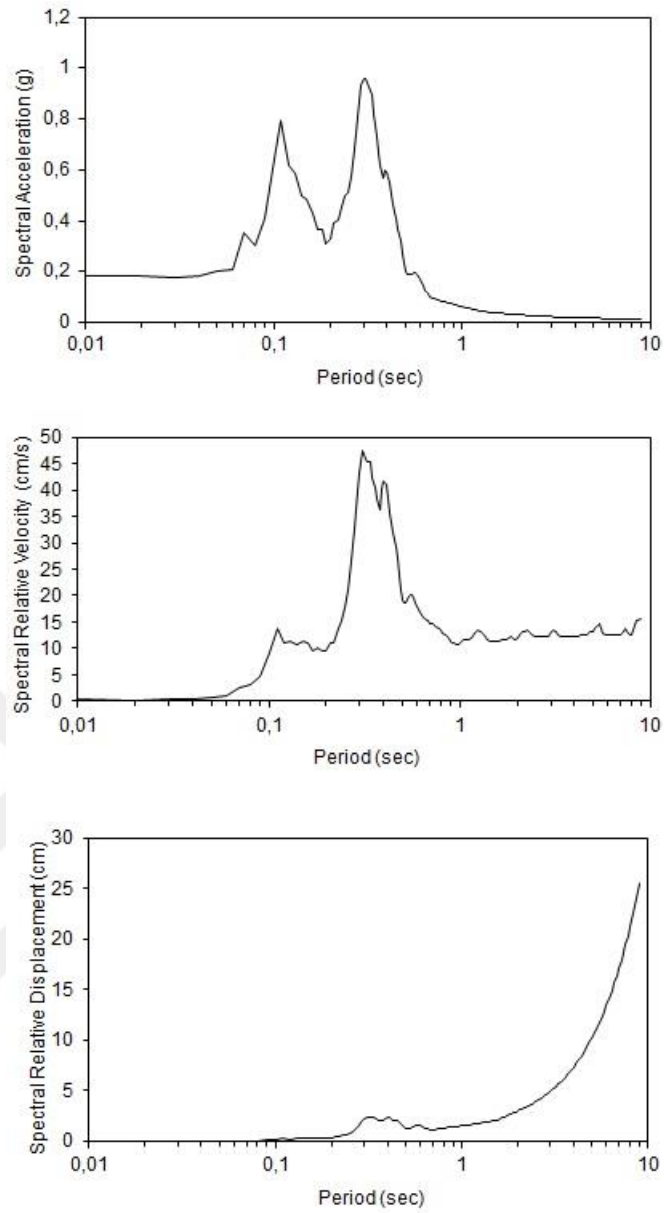 1,2
1
0,8
0,6
0,4
0,2
0
Spectral Acceleration (g)
0,01 0,1 1 10
Period (sec)
50
45
40
35
30
25
20
15
10
5
0
Spectral Relative Velocity (cm/s)
0,01 0,1 1 10
Period (sec)
30
25
20
15
10
5
0
Spectral Relative Displacement (cm)
0,01 0,1 1 10
Period (sec)